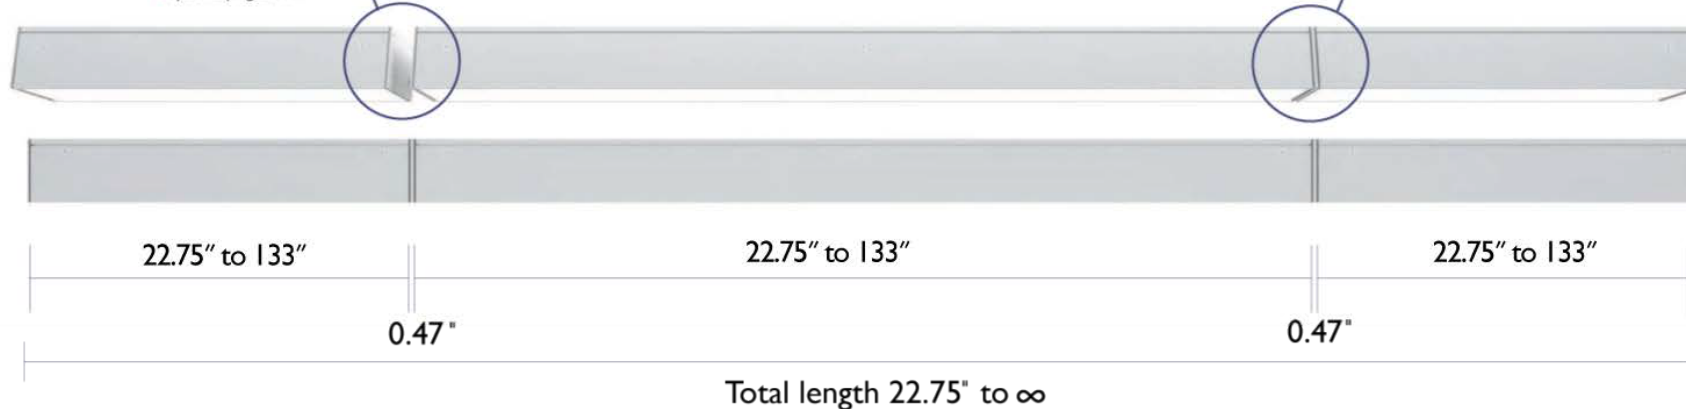 22.75″ to 133″
22.75″ to 133″
22.75″ to 133″
0.47"
0.47"
Total length 22.75" to ∞